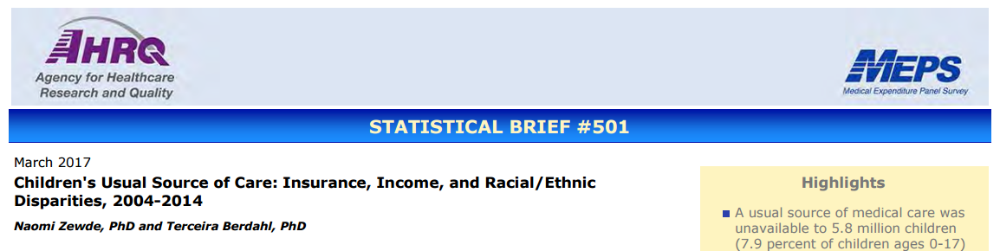 AHRQ
Agency for Healthcare
Research and Quality
MEPS
Medical Expenditure Panel Survey
STATISTICAL BRIEF #501
March 2017
Children's Usual Source of Care: Insurance, Income, and Racial/Ethnic
Disparities, 2004-2014
Naomi Zewde, PhD and Terceira Berdahl, PhD
Highlights
A usual source of medical care was
unavailable to 5.8 million children
(7.9 percent of children ages 0-17)